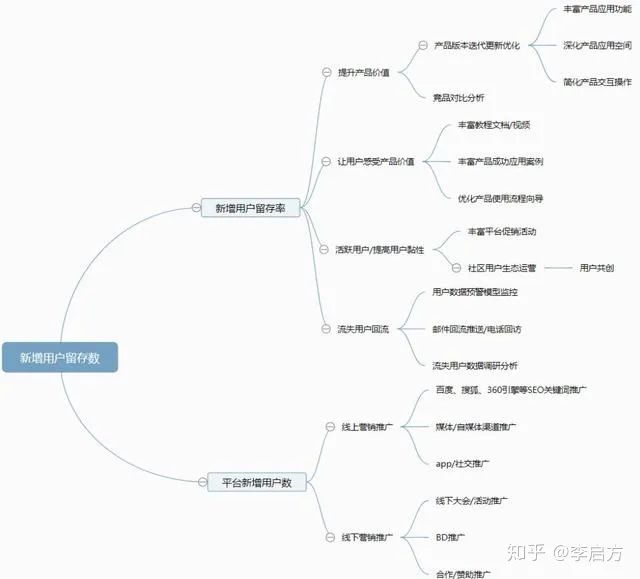 新增用户留存数
新增用户留存率
提升产品价值
产品版本迭代更新优化
丰富产品应用功能
深化产品应用空间
简化产品交互操作
竞品对比分析
让用户感受产品价值
丰富教程文档/视频
丰富产品成功应用案例
优化产品使用流程向导
活跃用户/提高用户黏性
丰富平台促销活动
社区用户生态运营
用户共创
流失用户回流
用户数据预警模型监控
邮件回流推送/电话回访
流失用户数据调研分析
平台新增用户数
线上营销推广
百度、搜狐、360引擎等SEO关键词推广
媒体/自媒体渠道推广
app/社交推广
线下营销推广
线下大会/活动推广
BD推广
合作/赞助推广
知乎 @李启方